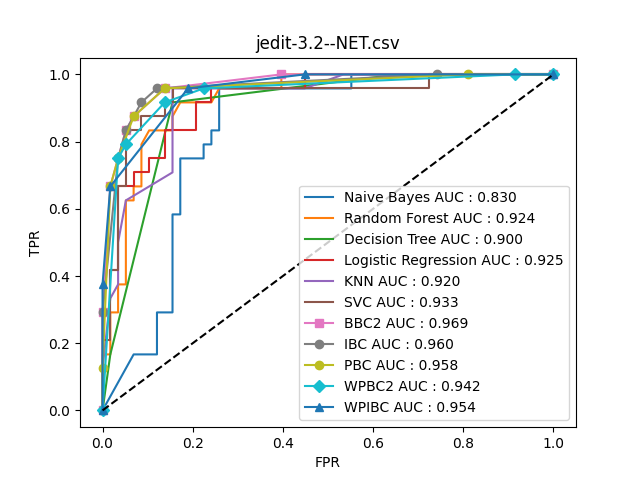 jedit-3.2--NET.csv
1.0
0.8
0.6
0.4
0.2
0.0
TPR
Naive Bayes AUC : 0.830
Random Forest AUC : 0.924
Decision Tree AUC : 0.900
Logistic Regression AUC : 0.925
KNN AUC : 0.920
SVC AUC : 0.933
BBC2 AUC : 0.969
IBC AUC : 0.960
PBC AUC : 0.958
WPBC2 AUC : 0.942
WPIBC AUC : 0.954
0.0 0.2 0.4 0.6 0.8 1.0
FPR